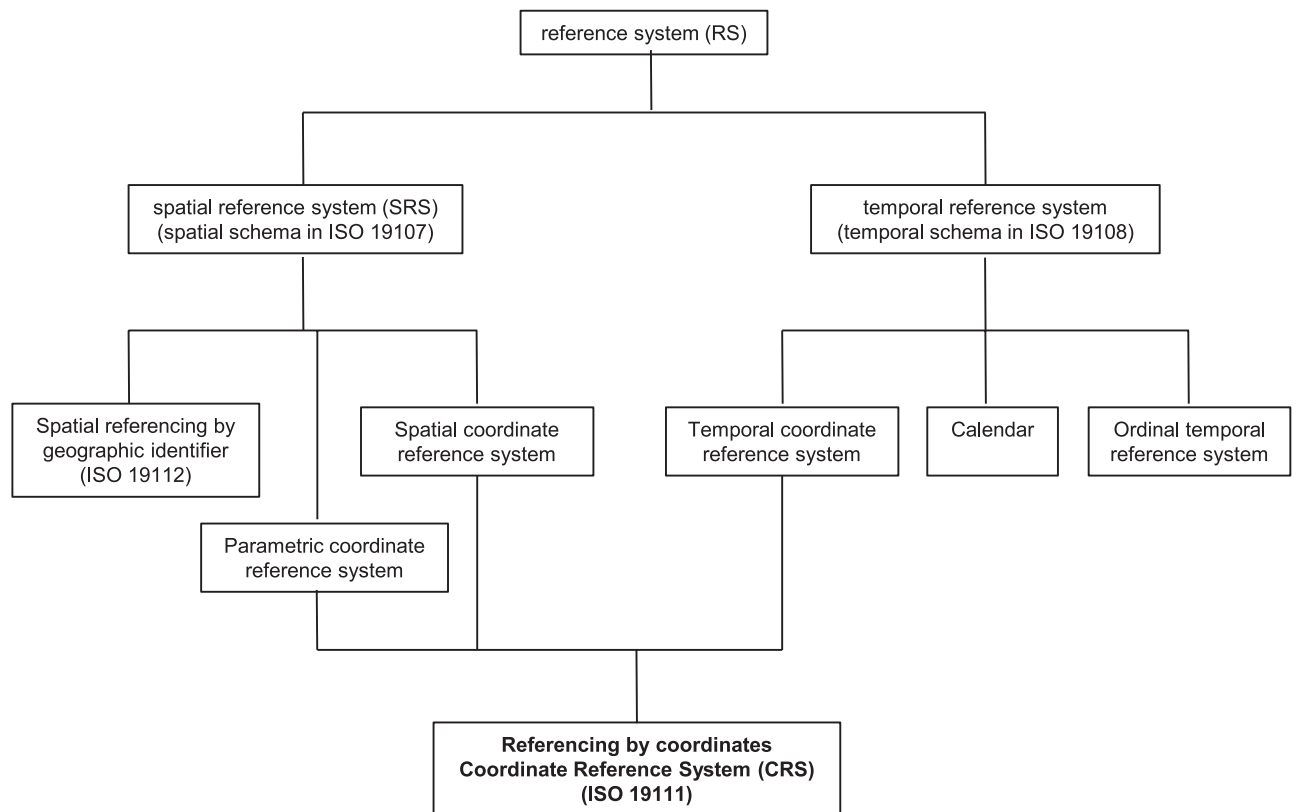 reference system (RS)
spatial reference system (SRS)
(spatial schema in ISO 19107)
temporal reference system
(temporal schema in ISO 19108)
Spatial referencing by
geographic identifier
(ISO 19112)
Spatial coordinate
reference system
Temporal coordinate
reference system
Calendar
Ordinal temporal
reference system
Parametric coordinate
reference system
Referencing by coordinates
Coordinate Reference System (CRS)
(ISO 19111)